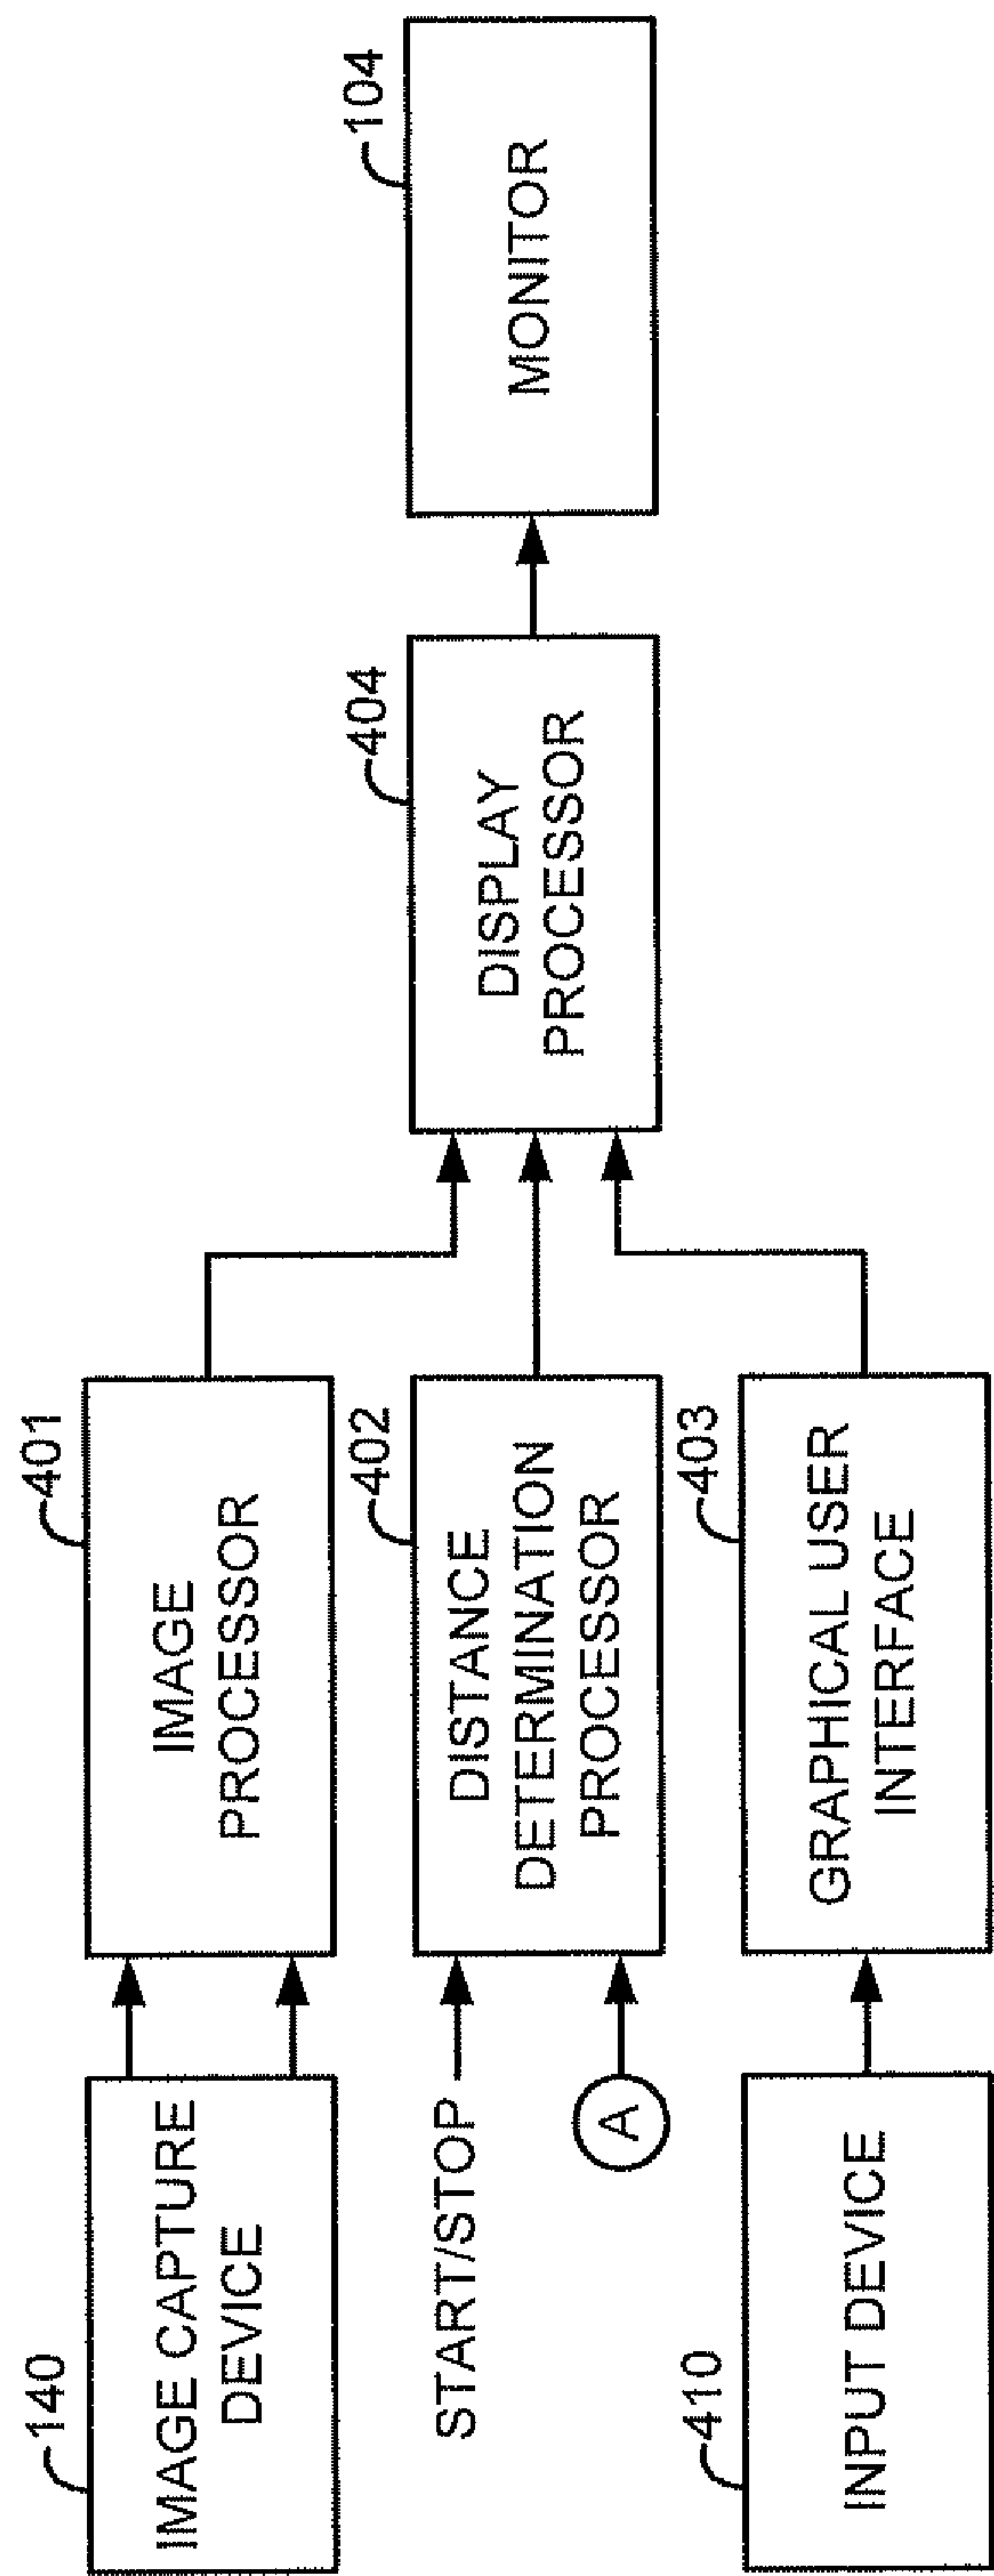 140
IMAGE CAPTURE
DEVICE
401
IMAGE
PROCESSOR
START/STOP
A
402
DISTANCE
DETERMINATION
PROCESSOR
410
INPUT DEVICE
403
GRAPHICAL USER
INTERFACE
404
DISPLAY
PROCESSOR
104
MONITOR